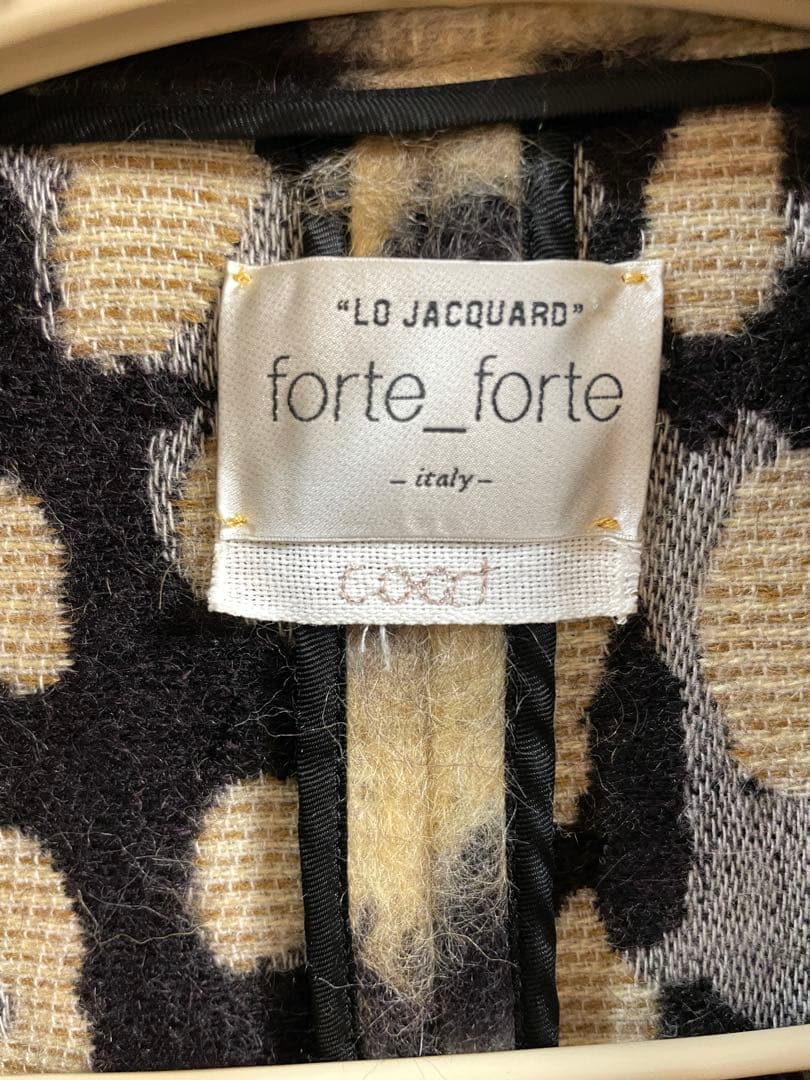 “LO JACQUARD”
forte_forte
– italy –
coat